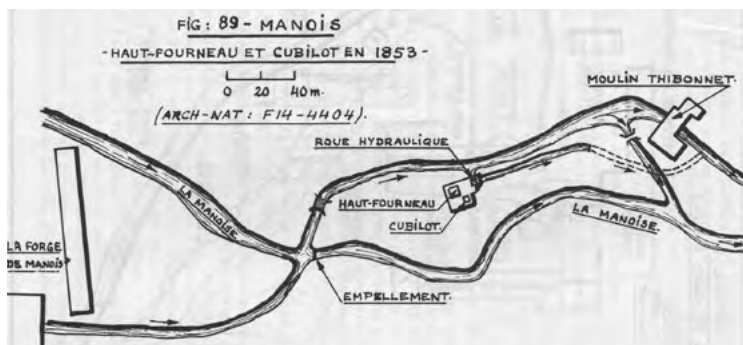 FIG: 89 - MANOIS
- HAUT-FOURNEAU ET CUBILOT EN 1853 -
0 20 40m.
(ARCH-NAT: F14-4404).
MOULIN THIBONNET.
ROUE HYDRAULIQUE
HAUT-FOURNEAU
CUBILOT.
LA MANOISE.
LA MANOISE.
LA FORGE
DE MANOIS
EMPELLEMENT.